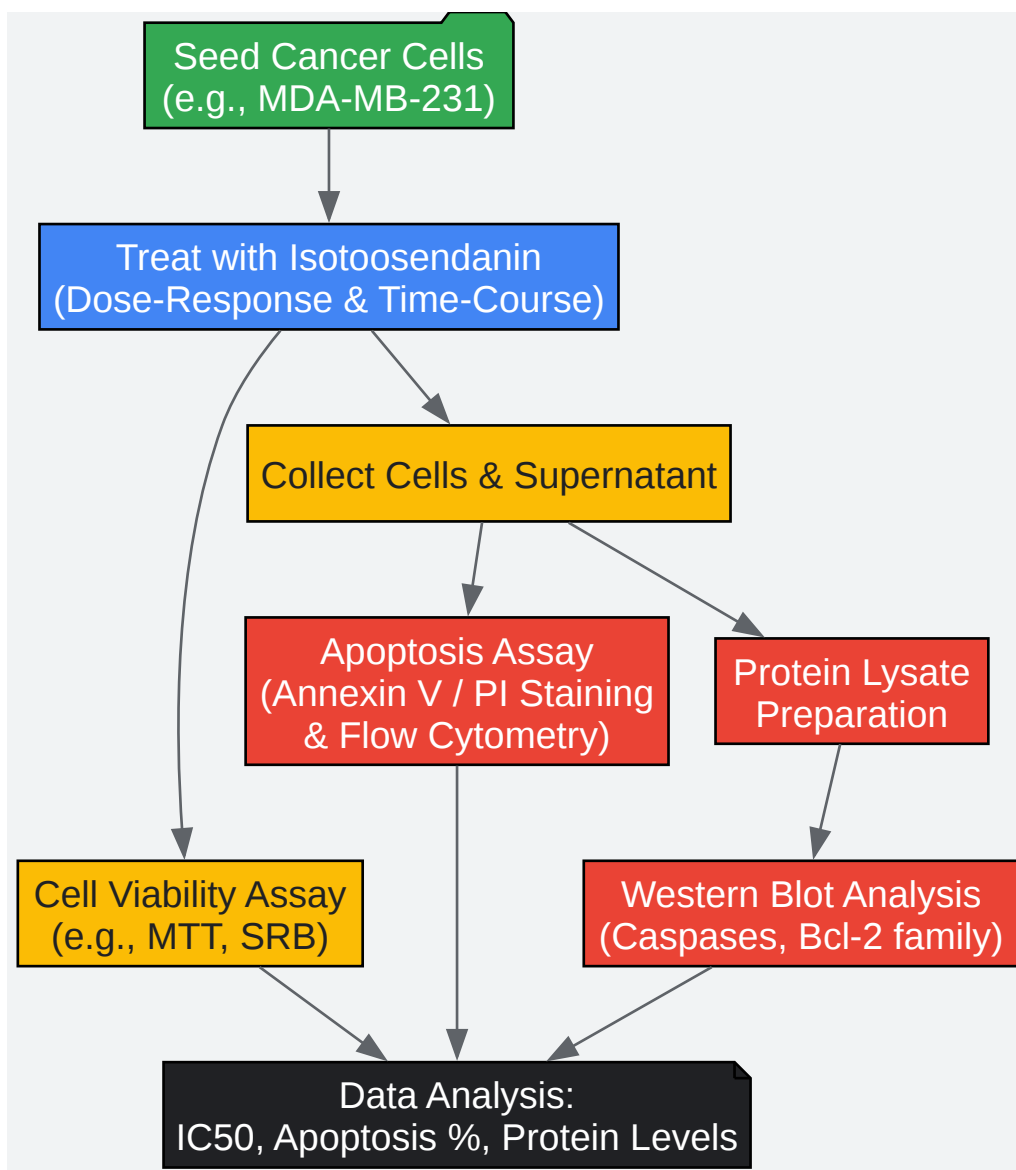 Seed Cancer Cells
(e.g., MDA-MB-231)
Treat with Isotoosendanin
(Dose-Response & Time-Course)
Collect Cells & Supernatant
Apoptosis Assay
(Annexin V / PI Staining
& Flow Cytometry)
Protein Lysate
Preparation
Cell Viability Assay
(e.g., MTT, SRB)
Western Blot Analysis
(Caspases, Bcl-2 family)
Data Analysis:
IC50, Apoptosis %, Protein Levels